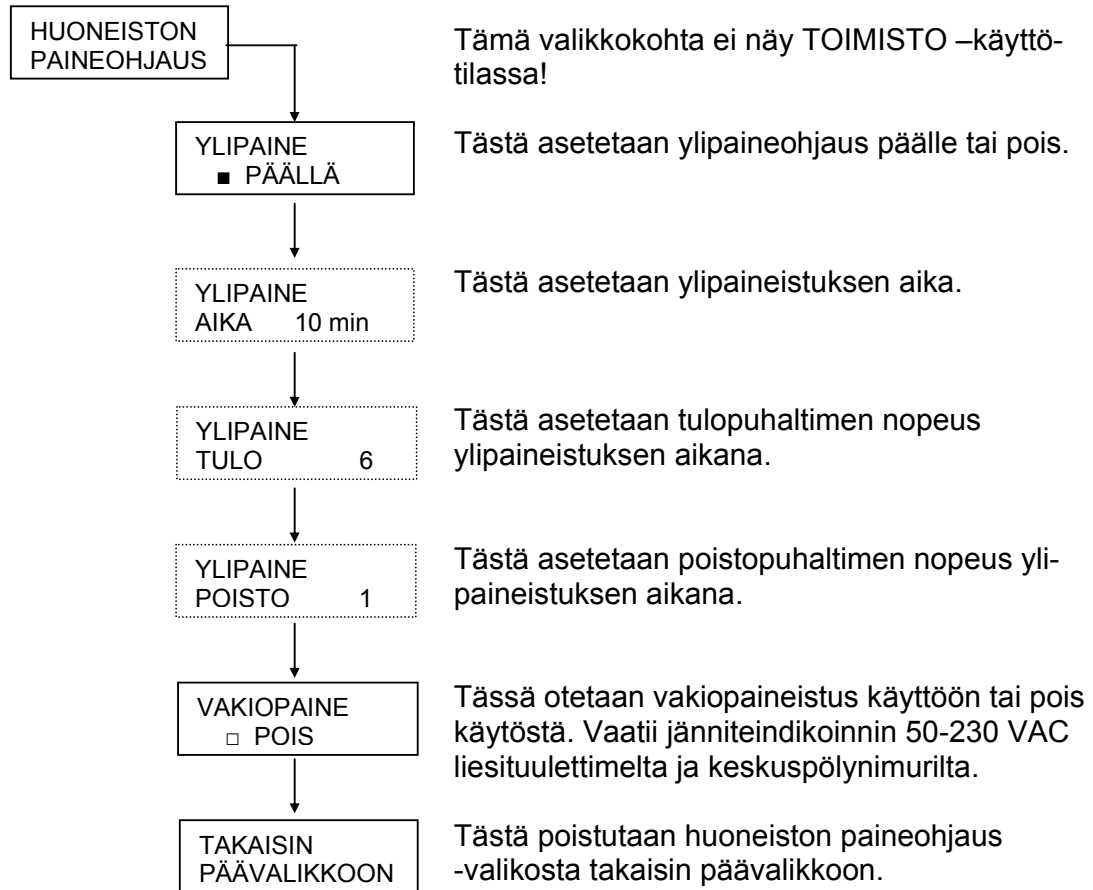 HUONEISTON
PAINEOHJAUS
Tämä valikkokohta ei näy TOIMISTO –käyttö-
tilassa!
YLIPAINE
■ PÄÄLLÄ
Tästä asetetaan ylipaineohjaus päälle tai pois.
YLIPAINE
AIKA 10 min
Tästä asetetaan ylipaineistuksen aika.
YLIPAINE
TULO 6
Tästä asetetaan tulopuhaltimen nopeus
ylipaineistuksen aikana.
YLIPAINE
POISTO 1
Tästä asetetaan poistopuhaltimen nopeus yli-
paineistuksen aikana.
VAKIOPAINE
□ POIS
Tässä otetaan vakiopaineistus käyttöön tai pois
käytöstä. Vaatii jänniteindikoinnin 50-230 VAC
liesituulettimelta ja keskuspölynimurilta.
TAKAISIN
PÄÄVALIKKOON
Tästä poistutaan huoneiston paineohjaus
-valikosta takaisin päävalikkoon.